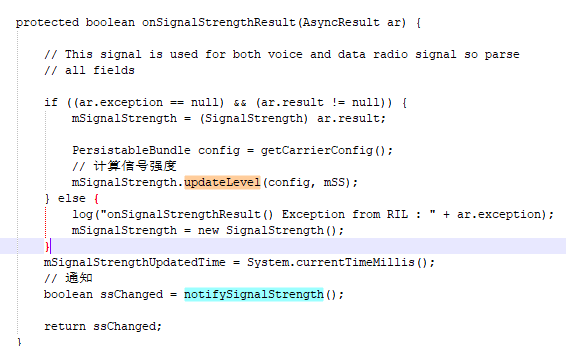 protected boolean onSignalStrengthResult(AsyncResult ar) {
// This signal is used for both voice and data radio signal so parse
// all fields
if ((ar.exception == null) && (ar.result != null)) {
mSignalStrength = (SignalStrength) ar.result;
PersistableBundle config = getCarrierConfig();
// 计算信号强度
mSignalStrength.updateLevel(config, mSS);
} else {
log("onSignalStrengthResult() Exception from RIL : " + ar.exception);
mSignalStrength = new SignalStrength();
}
mSignalStrengthUpdatedTime = System.currentTimeMillis();
// 通知
boolean ssChanged = notifySignalStrength();
return ssChanged;
}